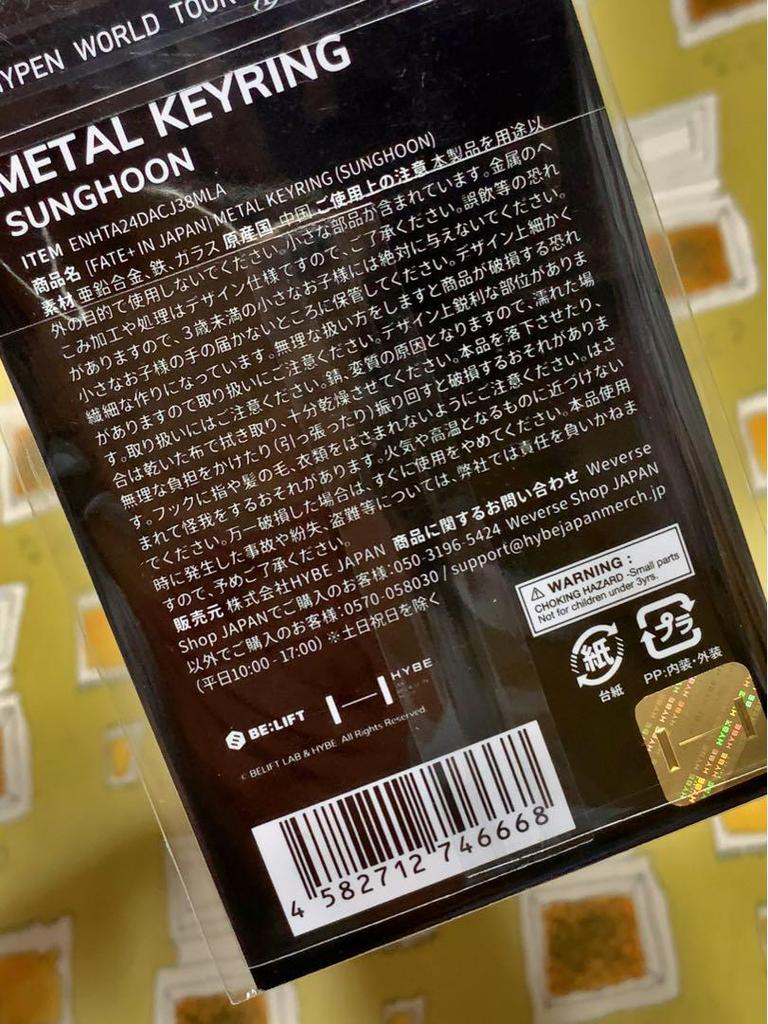 YPEN WORLD TOUR
METAL KEYRING
SUNGHOON
ITEM ENHTA24DACJ38MLA
商品名 [FATE+ IN JAPAN] METAL KEYRING (SUNGHOON)
素材 亜鉛合金、鉄、ガラス 原産国 中国 ご使用上の注意 本製品を用途以
外の目的で使用しないでください。小さな部品が含まれています。金属のへ
こみ加工や処理はデザイン仕様ですので、ご了承ください。誤飲等の恐れ
がありますので、3歳未満の小さなお子様には絶対に与えないでください。
小さなお子様の手の届かないところに保管してください。デザイン上細かく
繊細な作りになっています。無理な扱い方をしますと商品が破損する恐れ
がありますので取り扱いにご注意ください。デザイン上鋭利な部位がありま
す。取り扱いにはご注意ください。錆、変質の原因となりますので、濡れた場
合は乾いた布で拭き取り、十分乾燥させてください。本品を落下させたり、
無理な負担をかけたり(引っ張ったり)振り回すと破損するおそれがありま
す。フックに指や髪の毛、衣類をはさまれないようにご注意ください。はさ
まれて怪我をするおそれがあります。火気や高温となるものに近づけない
でください。万一破損した場合は、すぐに使用をやめてください。本品使用
時に発生した事故や紛失、盗難等については、弊社では責任を負いかねま
すので、予めご了承ください。
販売元 株式会社HYBE JAPAN 商品に関するお問い合わせ Weverse
Shop JAPANでご購入のお客様:050-3196-5424 Weverse Shop JAPAN
以外でご購入のお客様:0570-058030 / support@hybejapanmerch.jp
(平日10:00 - 17:00) ※土日祝日を除く
WARNING :
CHOKING HAZARD -Small parts
Not for children under 3yrs.
紙
台紙
プラ
PP:内装・外装
BE:LIFT
HYBE
© BELIFT LAB & HYBE. All Rights Reserved.
HYBE HYBE HYBE
4 582712 746668